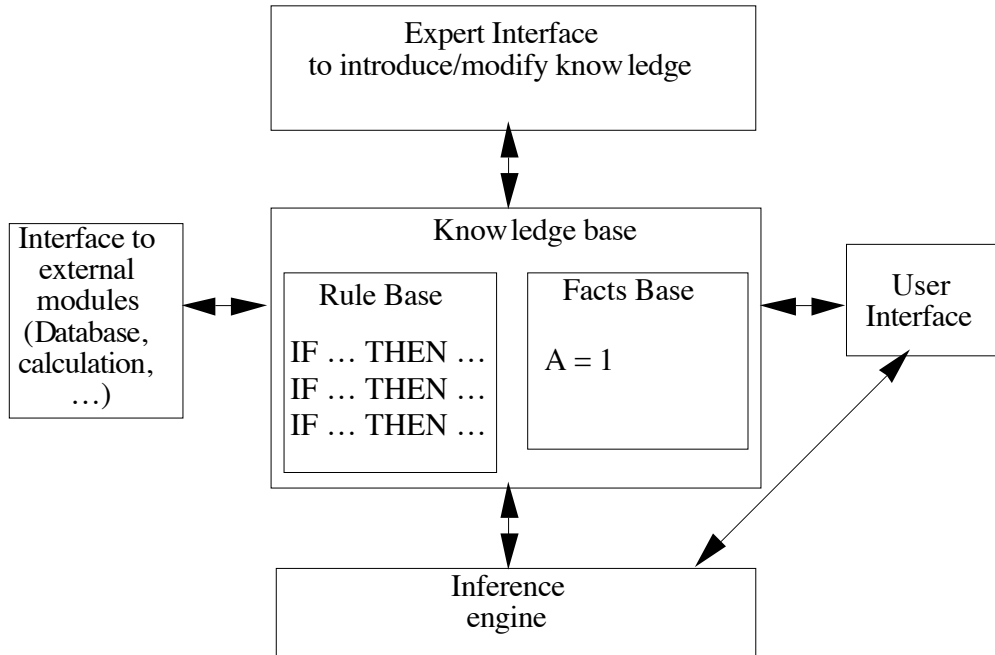 Expert Interface
to introduce/modify know ledge
Know ledge base
Interface to
external
modules
(Database,
calculation,
…)
Rule Base
IF … THEN …
IF … THEN …
IF … THEN …
Facts Base
A = 1
User
Interface
Inference
engine